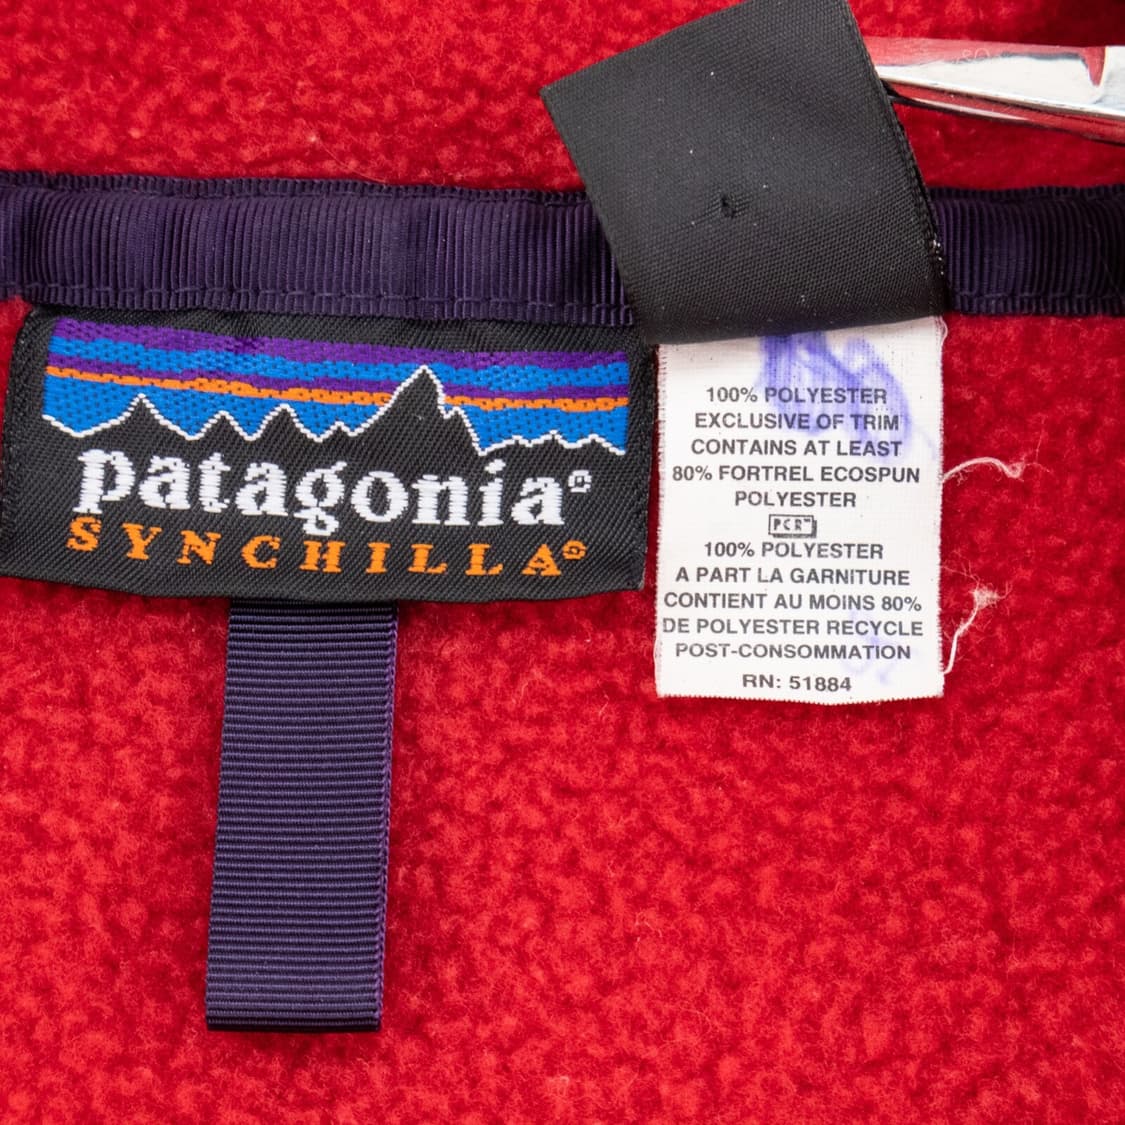 patagonia®
SYNCHILLA®
100% POLYESTER
EXCLUSIVE OF TRIM
CONTAINS AT LEAST
80% FORTREL ECOSPUN
POLYESTER
PCR™
100% POLYESTER
A PART LA GARNITURE
CONTIENT AU MOINS 80%
DE POLYESTER RECYCLE
POST-CONSOMMATION
RN: 51884